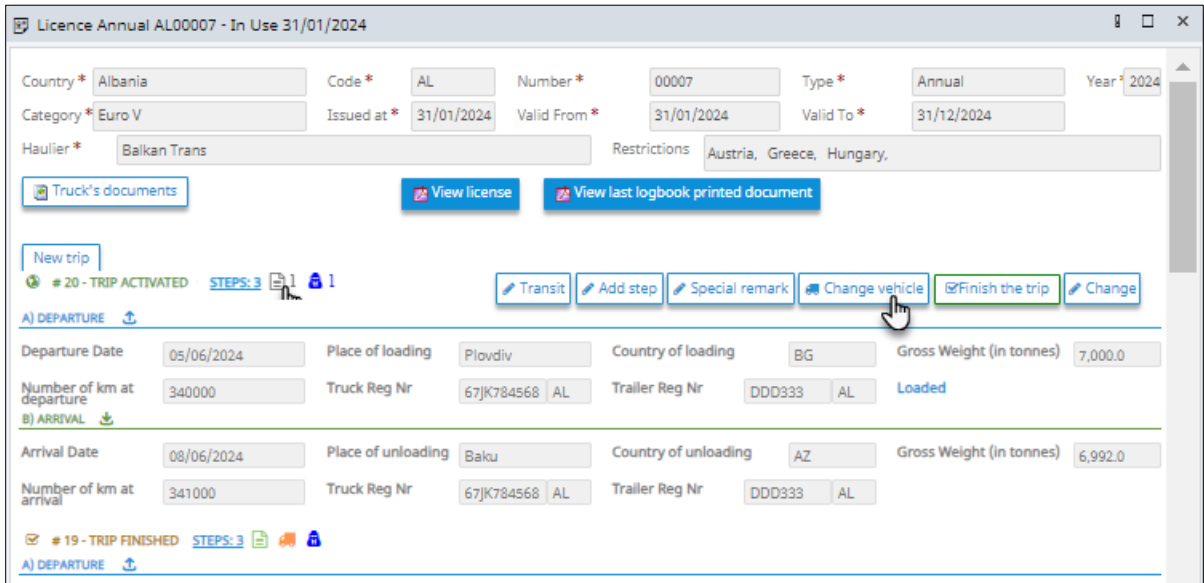 Licence Annual AL00007 - In Use 31/01/2024
Country * Albania Code * AL Number * 00007 Type * Annual Year * 2024
Category * Euro V Issued at * 31/01/2024 Valid From * 31/01/2024 Valid To * 31/12/2024
Haulier * Balkan Trans Restrictions Austria, Greece, Hungary,
Truck's documents View license View last logbook printed document
New trip
# 20 - TRIP ACTIVATED STEPS: 3 1 1 Transit Add step Special remark Change vehicle Finish the trip Change
A) DEPARTURE
Departure Date 05/06/2024 Place of loading Plovdiv Country of loading BG Gross Weight (in tonnes) 7,000.0
Number of km at departure 340000 Truck Reg Nr 67JK784568 AL Trailer Reg Nr DDD333 AL Loaded
B) ARRIVAL
Arrival Date 08/06/2024 Place of unloading Baku Country of unloading AZ Gross Weight (in tonnes) 6,992.0
Number of km at arrival 341000 Truck Reg Nr 67JK784568 AL Trailer Reg Nr DDD333 AL
# 19 - TRIP FINISHED STEPS: 3
A) DEPARTURE